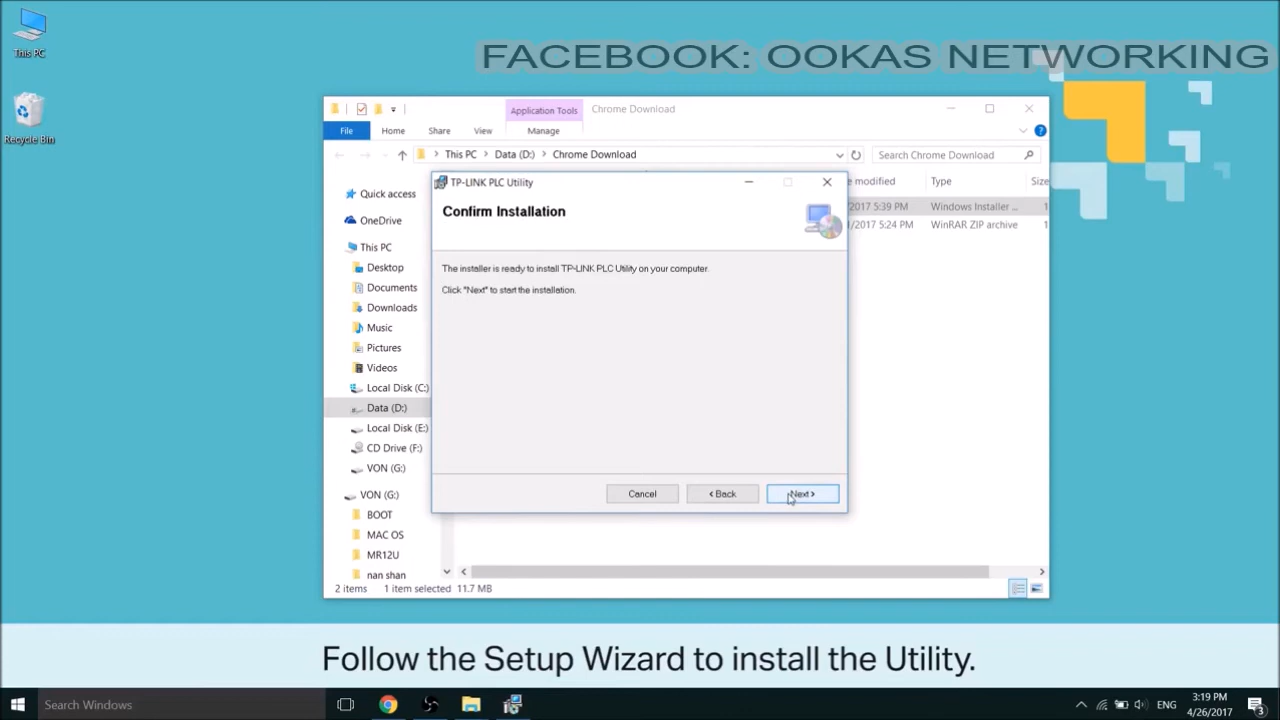 This PC
Recycle Bin
FACEBOOK: OOKAS NETWORKING
Application Tools
Chrome Download
File
Home
Share
View
Manage
This PC > Data (D:) > Chrome Download
Search Chrome Download
Quick access
OneDrive
This PC
Desktop
Documents
Downloads
Music
Pictures
Videos
Local Disk (C:)
Data (D:)
Local Disk (E:)
CD Drive (F:)
VON (G:)
VON (G:)
BOOT
MAC OS
MR12U
nan shan
e modified
Type
Size
/2017 5:39 PM
Windows Installer ...
1
1/2017 5:24 PM
WinRAR ZIP archive
1
TP-LINK PLC Utility
Confirm Installation
The installer is ready to install TP-LINK PLC Utility on your computer.
Click "Next" to start the installation.
Cancel
< Back
Next >
2 items
1 item selected 11.7 MB
Follow the Setup Wizard to install the Utility.
Search Windows
ENG
3:19 PM
4/26/2017
3